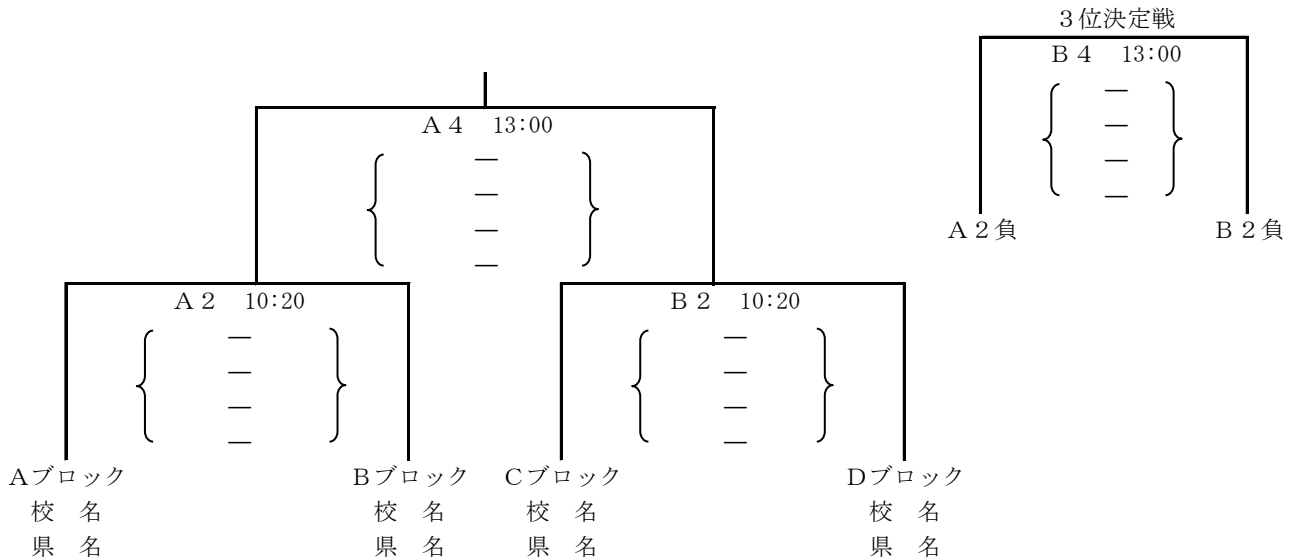 3位決定戦
B4 13:00
—
—
—
—
A2負 B2負
A4 13:00
—
—
—
—
A2 10:20 B2 10:20
— —
— —
— —
— —
Aブロック Bブロック Cブロック Dブロック
校 名 校 名 校 名 校 名
県 名 県 名 県 名 県 名